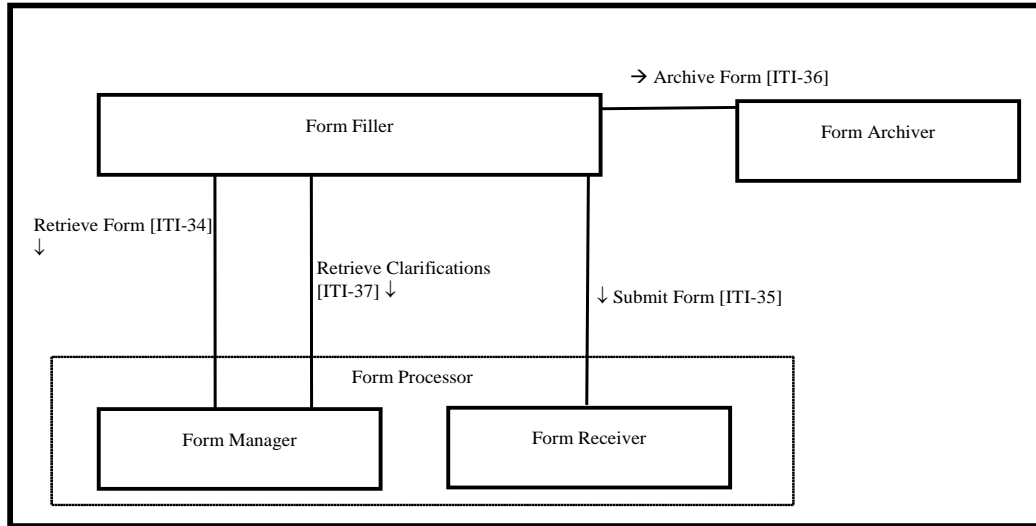 → Archive Form [ITI-36]
Form Filler
Form Archiver
Retrieve Form [ITI-34]
↓
Retrieve Clarifications
[ITI-37] ↓
↓ Submit Form [ITI-35]
Form Processor
Form Manager
Form Receiver